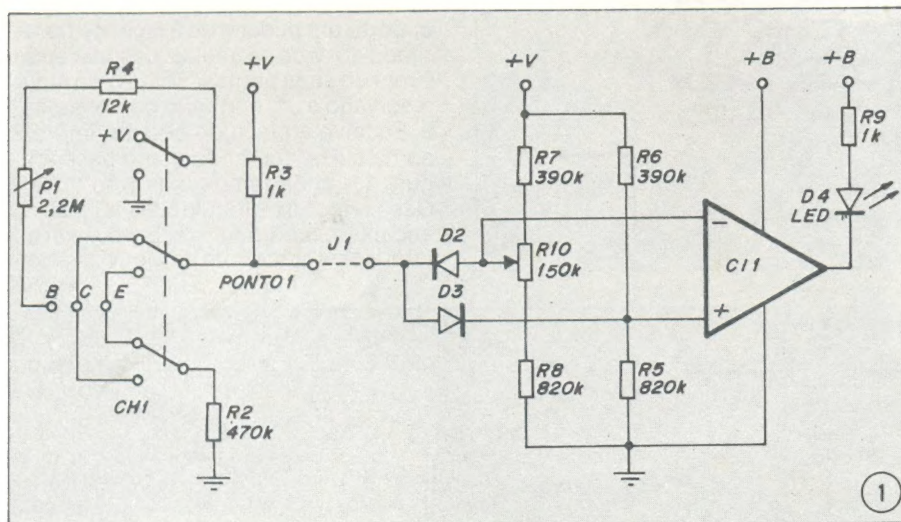 R4
12k
+V
P1
2,2M
B
C
E
CH1
R2
470k
+V
R3
1k
PONTO1
J1
D2
D3
+V
R7
390k
R6
390k
R10
150k
R8
820k
R5
820k
+B
CI1
−
+
+B
R9
1k
D4
LED
1